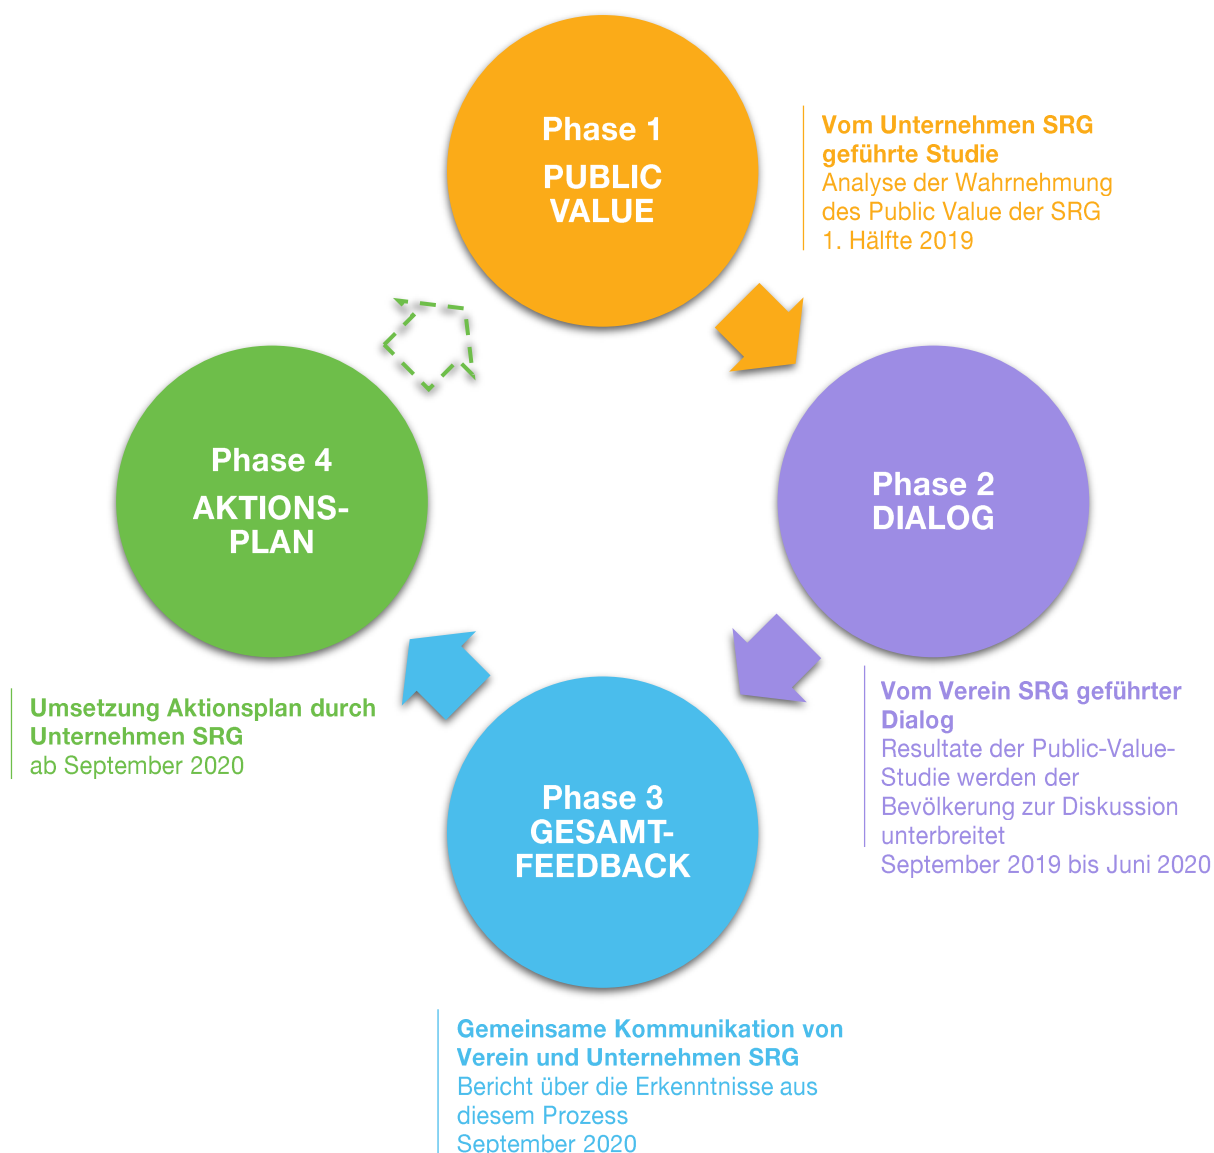 Phase 1
PUBLIC
VALUE
Vom Unternehmen SRG
geführte Studie
Analyse der Wahrnehmung
des Public Value der SRG
1. Hälfte 2019
Phase 2
DIALOG
Vom Verein SRG geführter
Dialog
Resultate der Public-Value-
Studie werden der
Bevölkerung zur Diskussion
unterbreitet
September 2019 bis Juni 2020
Phase 3
GESAMT-
FEEDBACK
Gemeinsame Kommunikation von
Verein und Unternehmen SRG
Bericht über die Erkenntnisse aus
diesem Prozess
September 2020
Phase 4
AKTIONS-
PLAN
Umsetzung Aktionsplan durch
Unternehmen SRG
ab September 2020